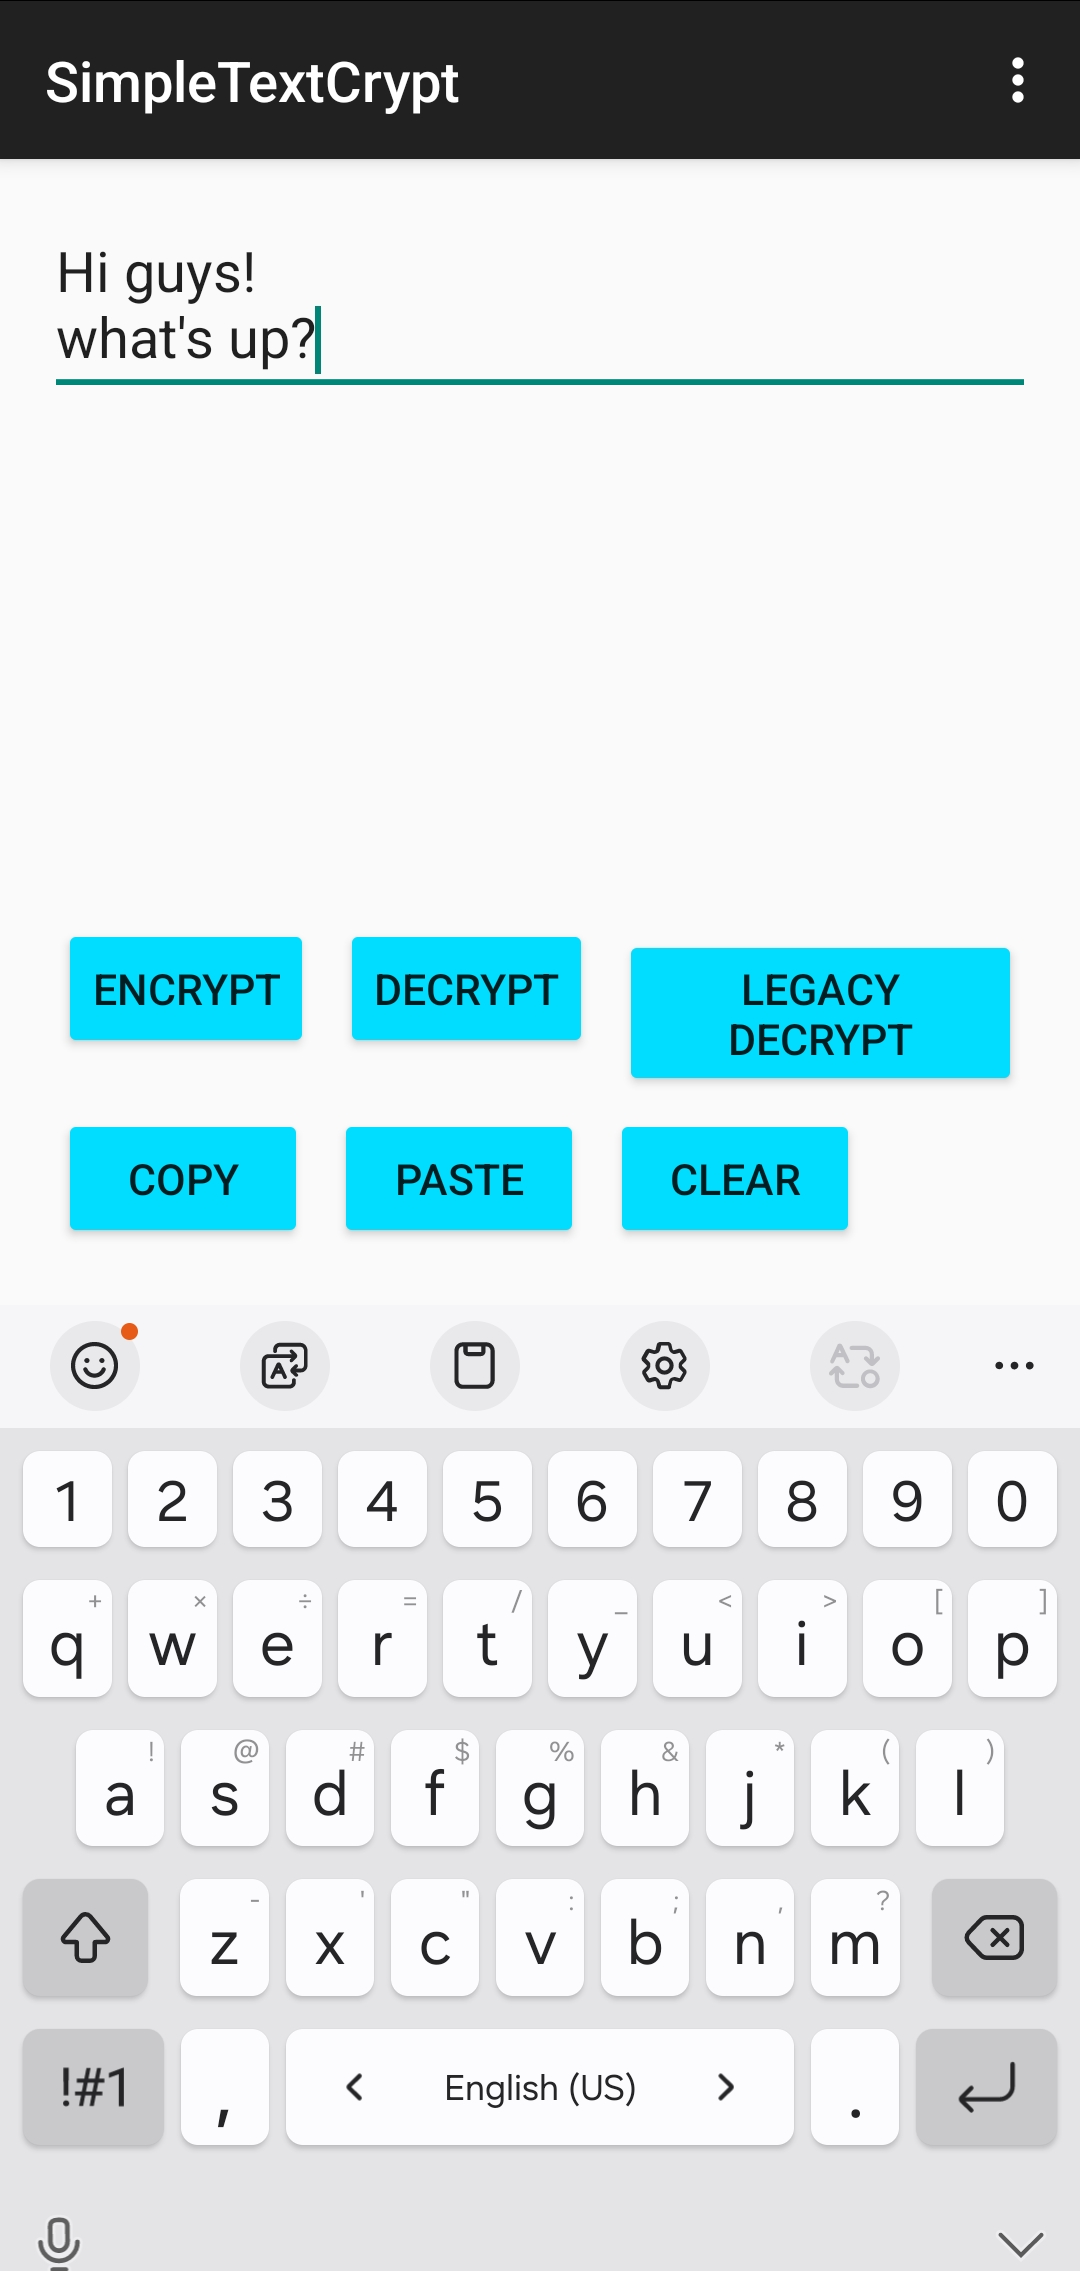 SimpleTextCrypt
Hi guys!
what's up?
ENCRYPT DECRYPT LEGACY DECRYPT
COPY PASTE CLEAR
1 2 3 4 5 6 7 8 9 0
+ × ÷ = / _ < > [ ]
q w e r t y u i o p
! @ # $ % & * ( )
a s d f g h j k l
- ' " : ; , ?
z x c v b n m
!#1 , < English (US) > .